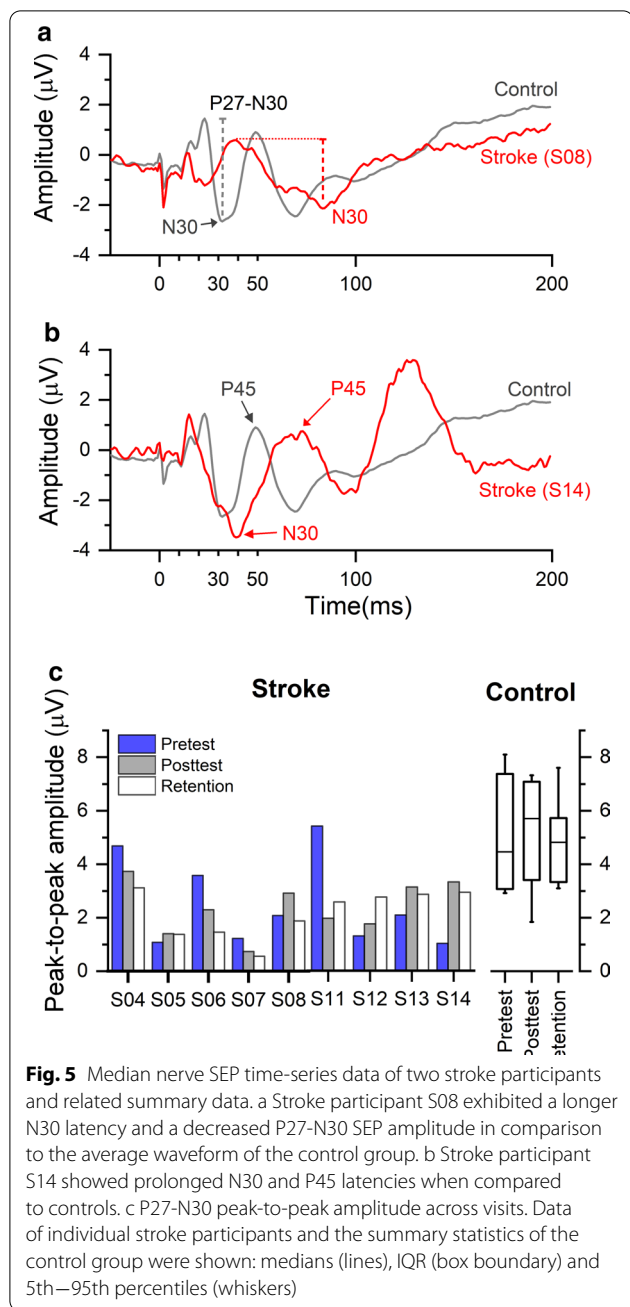 a
Amplitude (µV)
4
2
0
-2
-4
P27-N30
N30
N30
Control
Stroke (S08)
0 30 50 100 200
b
Amplitude (µV)
4
2
0
-2
-4
P45
P45
N30
Control
Stroke (S14)
0 30 50 100 200
Time(ms)
c
Stroke Control
Peak-to-peak amplitude (µV)
8
6
4
2
0
Pretest
Posttest
Retention
8
6
4
2
0
S04 S05 S06 S07 S08 S11 S12 S13 S14
Pretest
Fig. 5 Median nerve SEP time-series data of two stroke participants
and related summary data. a Stroke participant S08 exhibited a longer
N30 latency and a decreased P27-N30 SEP amplitude in comparison
to the average waveform of the control group. b Stroke participant
S14 showed prolonged N30 and P45 latencies when compared
to controls. c P27-N30 peak-to-peak amplitude across visits. Data
of individual stroke participants and the summary statistics of the
control group were shown: medians (lines), IQR (box boundary) and
5th—95th percentiles (whiskers)